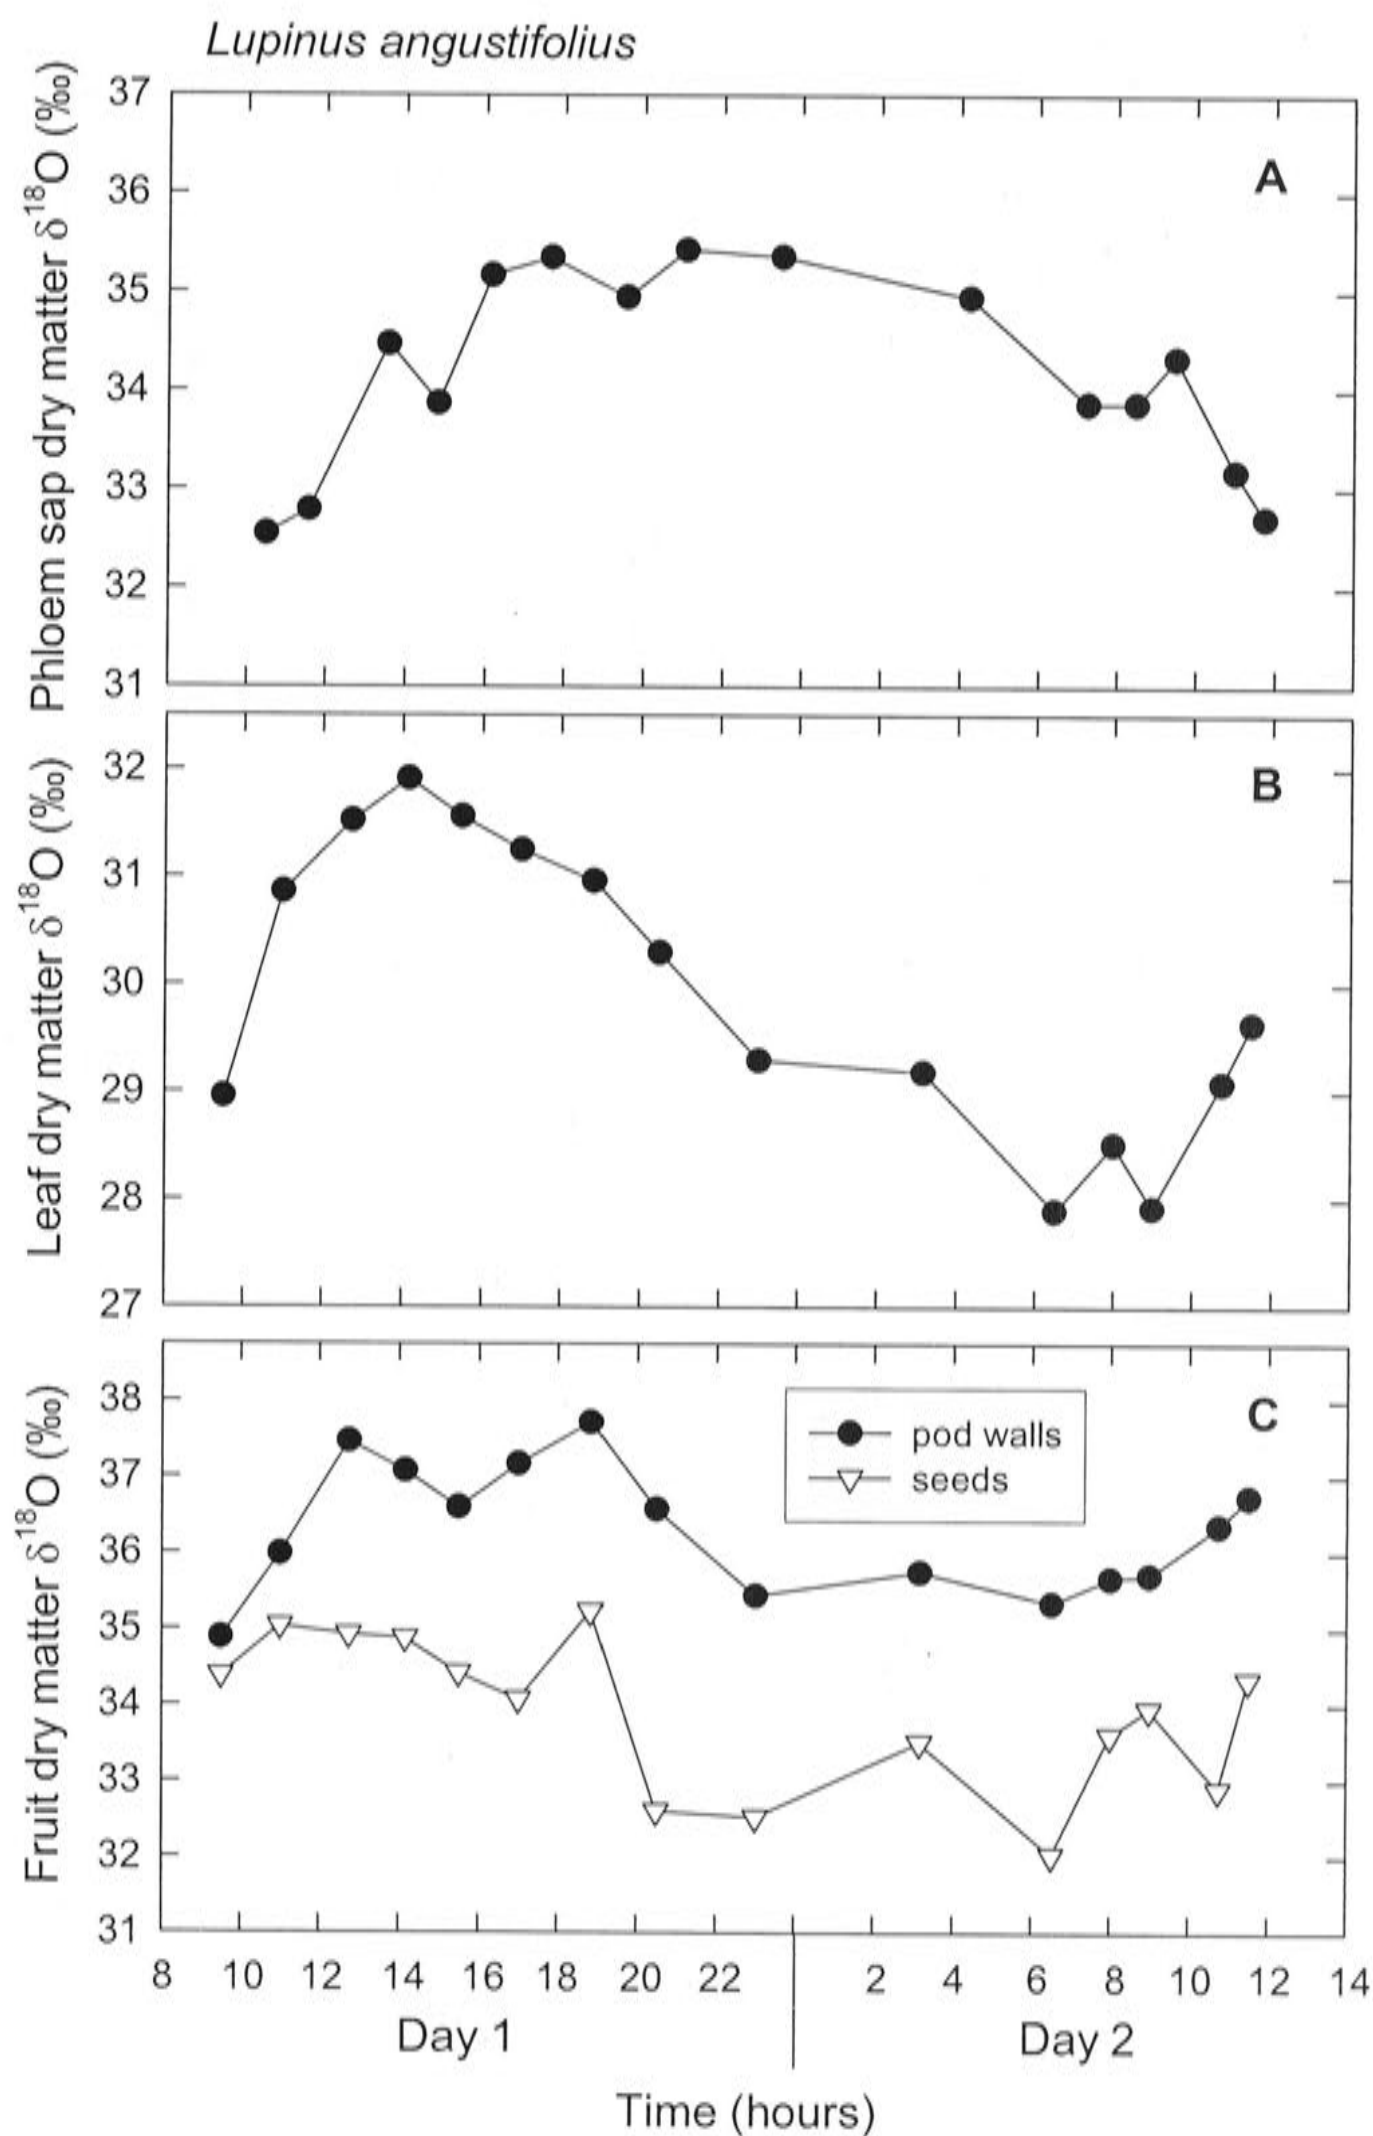 Lupinus angustifolius
Phloem sap dry matter δ18O (‰)
37
36
35
34
33
32
31
A
Leaf dry matter δ18O (‰)
32
31
30
29
28
27
B
Fruit dry matter δ18O (‰)
38
37
36
35
34
33
32
31
C
pod walls
seeds
8 10 12 14 16 18 20 22 2 4 6 8 10 12 14
Day 1 Day 2
Time (hours)